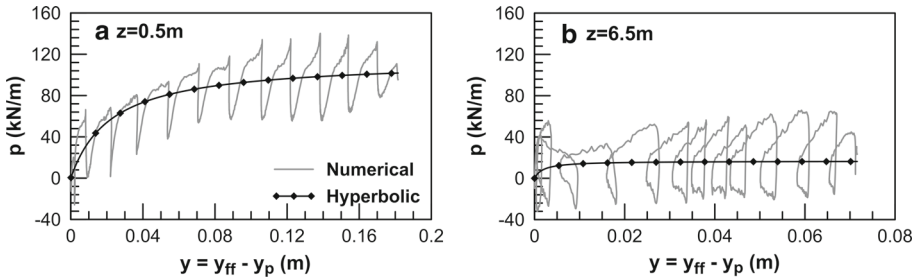 a z=0.5m
p (kN/m)
160
120
80
40
0
-40
Numerical
Hyperbolic
0 0.04 0.08 0.12 0.16 0.2
y = yff - yp (m)
b z=6.5m
p (kN/m)
160
120
80
40
0
-40
0 0.02 0.04 0.06 0.08
y = yff - yp (m)